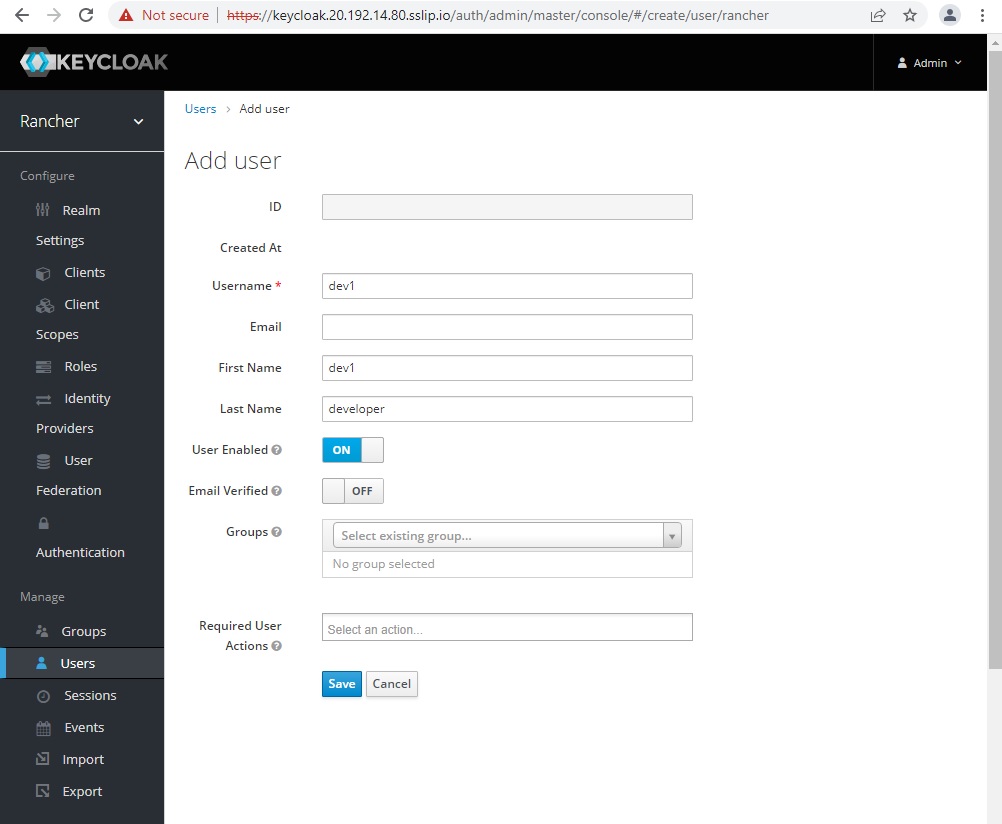 Not secure https://keycloak.20.192.14.80.sslip.io/auth/admin/master/console/#/create/user/rancher
KEYCLOAK
Admin
Rancher
Configure
Realm
Settings
Clients
Client
Scopes
Roles
Identity
Providers
User
Federation
Authentication
Manage
Groups
Users
Sessions
Events
Import
Export
Users > Add user
Add user
ID
Created At
Username * dev1
Email
First Name dev1
Last Name developer
User Enabled ? ON
Email Verified ? OFF
Groups ? Select existing group...
No group selected
Required User
Actions ?
Select an action...
Save Cancel